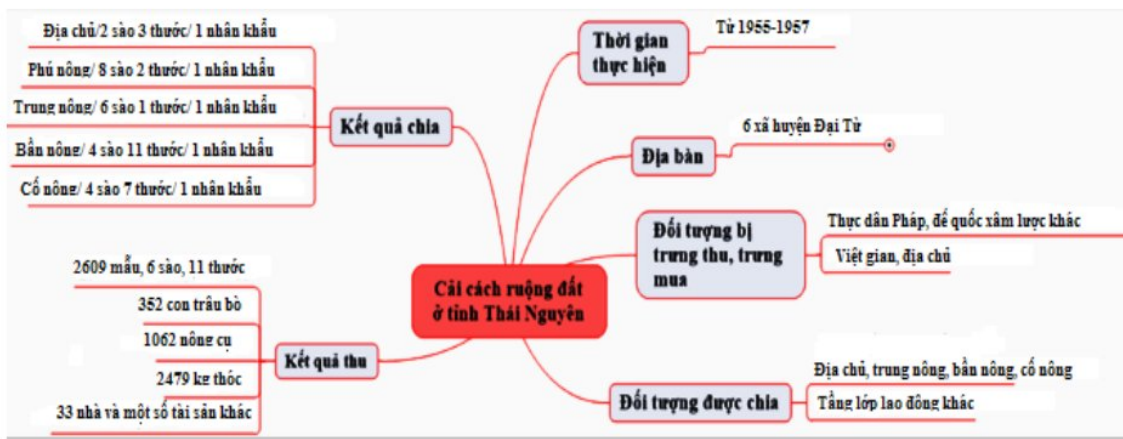 Cải cách ruộng đất
ở tỉnh Thái Nguyên
Thời gian
thực hiện
Từ 1955-1957
Địa bàn
6 xã huyện Đại Từ
Đối tượng bị
trưng thu, trưng
mua
Thực dân Pháp, đế quốc xâm lược khác
Việt gian, địa chủ
Đối tượng được chia
Địa chủ, trung nông, bần nông, cố nông
Tầng lớp lao động khác
Kết quả thu
2609 mẫu, 6 sào, 11 thước
352 con trâu bò
1062 nông cụ
2479 kg thóc
33 nhà và một số tài sản khác
Kết quả chia
Địa chủ/2 sào 3 thước/ 1 nhân khẩu
Phú nông/ 8 sào 2 thước/ 1 nhân khẩu
Trung nông/ 6 sào 1 thước/ 1 nhân khẩu
Bần nông/ 4 sào 11 thước/ 1 nhân khẩu
Cố nông/ 4 sào 7 thước/ 1 nhân khẩu